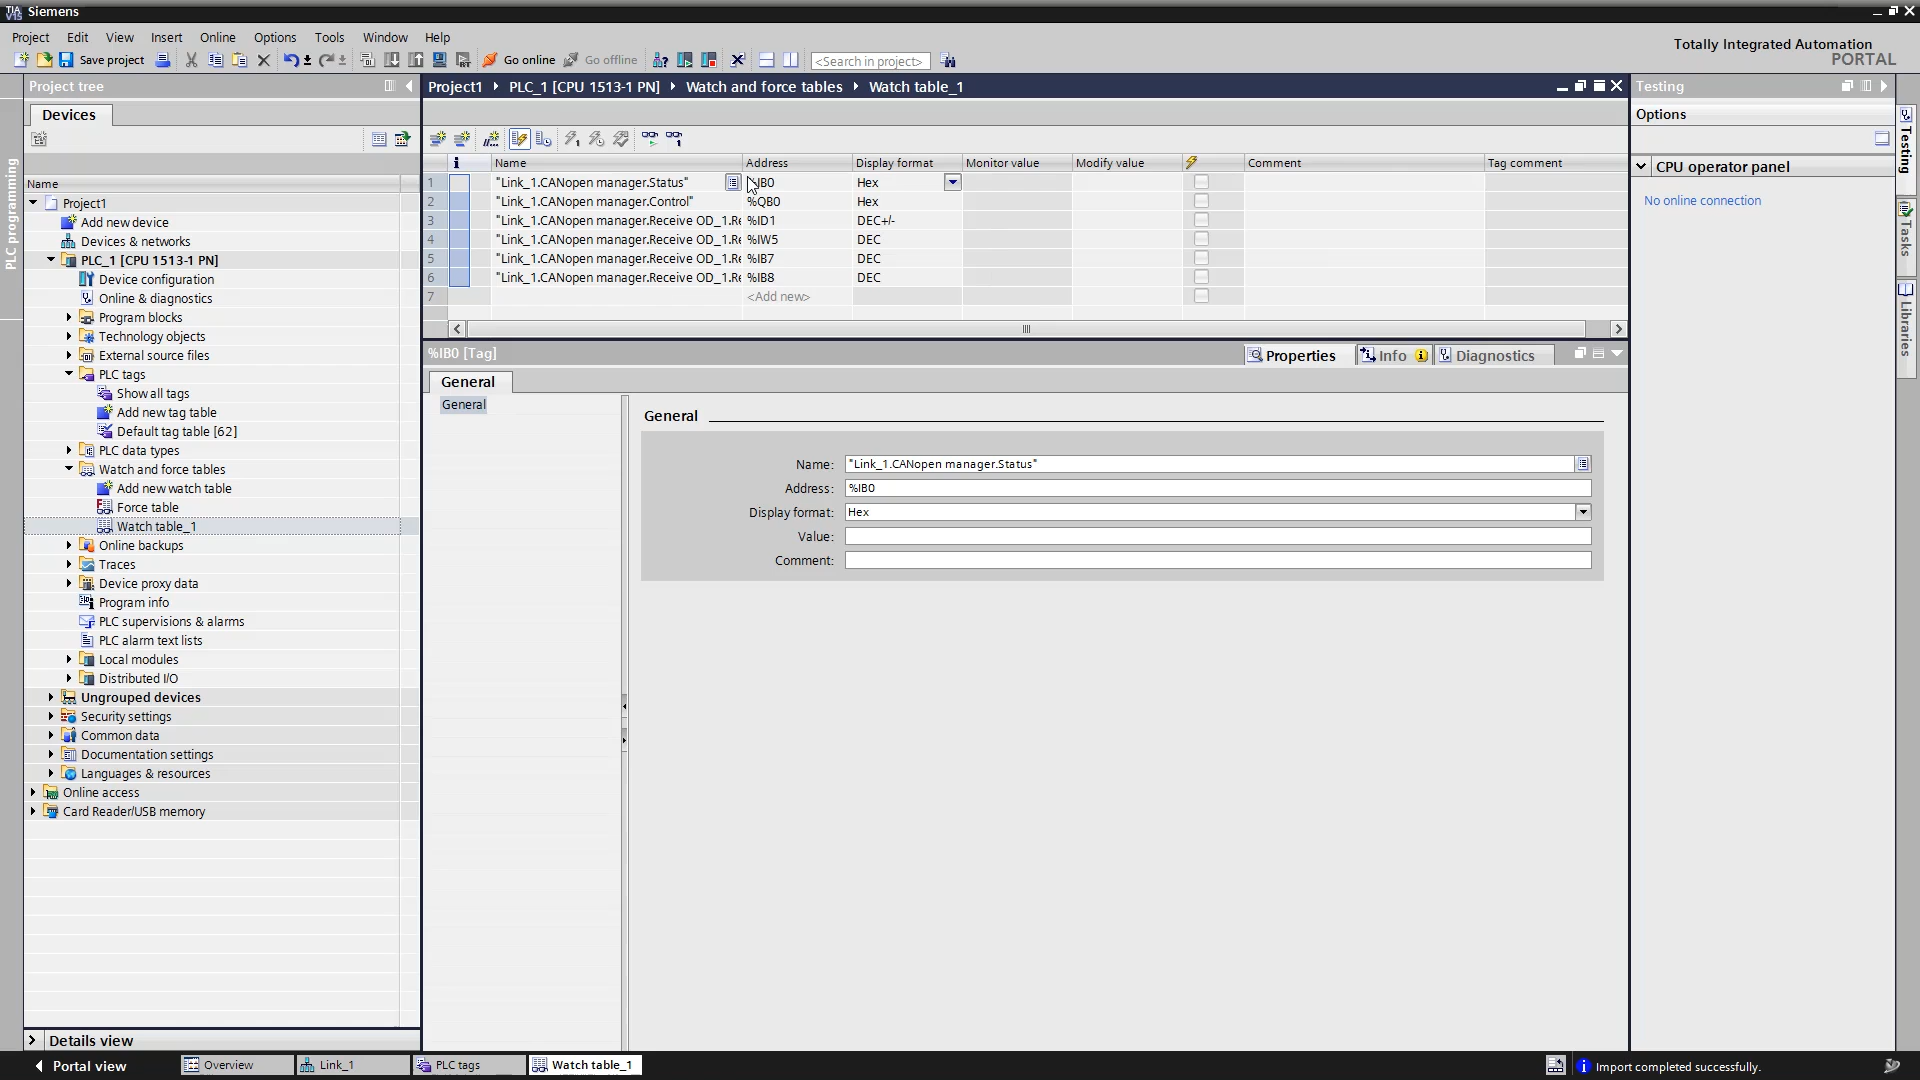 TIA V15 Siemens
Project Edit View Insert Online Options Tools Window Help
Totally Integrated Automation
PORTAL
Save project Go online Go offline <Search in project>
Project tree
Devices
PLC programming
Name
Project1
Add new device
Devices & networks
PLC_1 [CPU 1513-1 PN]
Device configuration
Online & diagnostics
Program blocks
Technology objects
External source files
PLC tags
Show all tags
Add new tag table
Default tag table [62]
PLC data types
Watch and force tables
Add new watch table
Force table
Watch table_1
Online backups
Traces
Device proxy data
Program info
PLC supervisions & alarms
PLC alarm text lists
Local modules
Distributed I/O
Ungrouped devices
Security settings
Common data
Documentation settings
Languages & resources
Online access
Card Reader/USB memory
Details view
Project1 PLC_1 [CPU 1513-1 PN] Watch and force tables Watch table_1
i Name Address Display format Monitor value Modify value Comment Tag comment
1 "Link_1.CANopen manager.Status" %IB0 Hex
2 "Link_1.CANopen manager.Control" %QB0 Hex
3 "Link_1.CANopen manager.Receive OD_1.Re %ID1 DEC+/-
4 "Link_1.CANopen manager.Receive OD_1.Re %IW5 DEC
5 "Link_1.CANopen manager.Receive OD_1.Re %IB7 DEC
6 "Link_1.CANopen manager.Receive OD_1.Re %IB8 DEC
7 <Add new>
%IB0 [Tag]
Properties Info Diagnostics
General
General
General
Name: "Link_1.CANopen manager.Status"
Address: %IB0
Display format: Hex
Value:
Comment:
Testing
Options
CPU operator panel
No online connection
Testing
Tasks
Libraries
Portal view Overview Link_1 PLC tags Watch table_1 Import completed successfully.